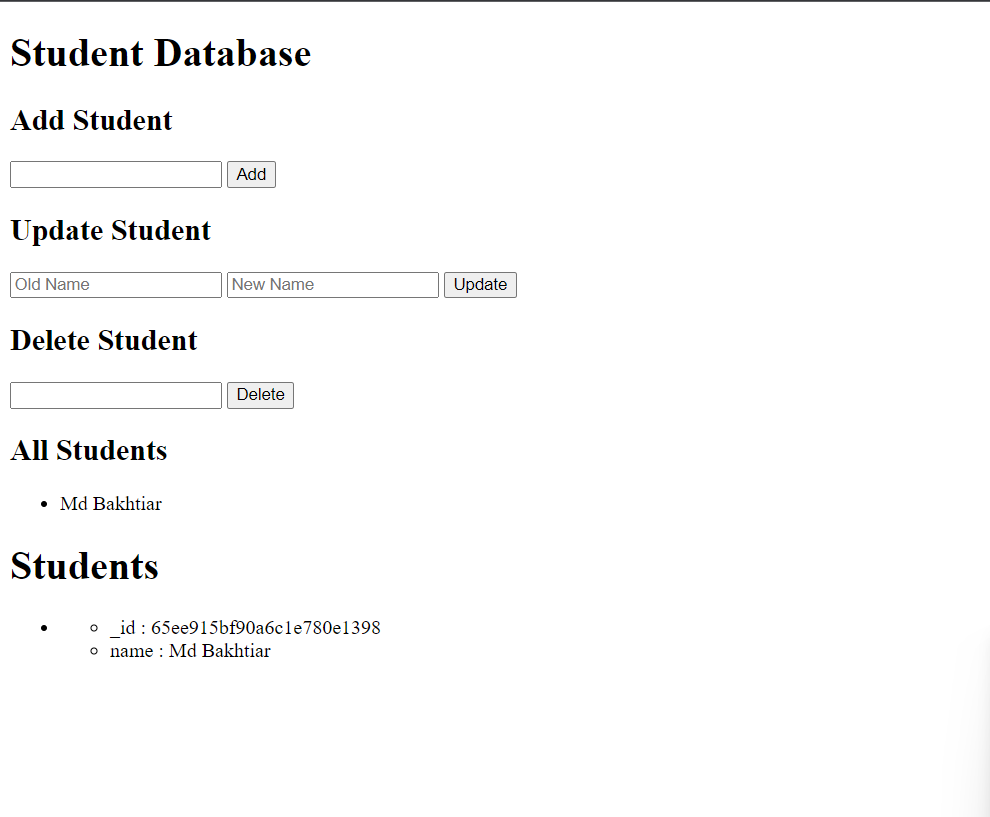 Student Database
Add Student
Add
Update Student
Old Name New Name Update
Delete Student
Delete
All Students
Md Bakhtiar
Students
_id : 65ee915bf90a6c1e780e1398
name : Md Bakhtiar